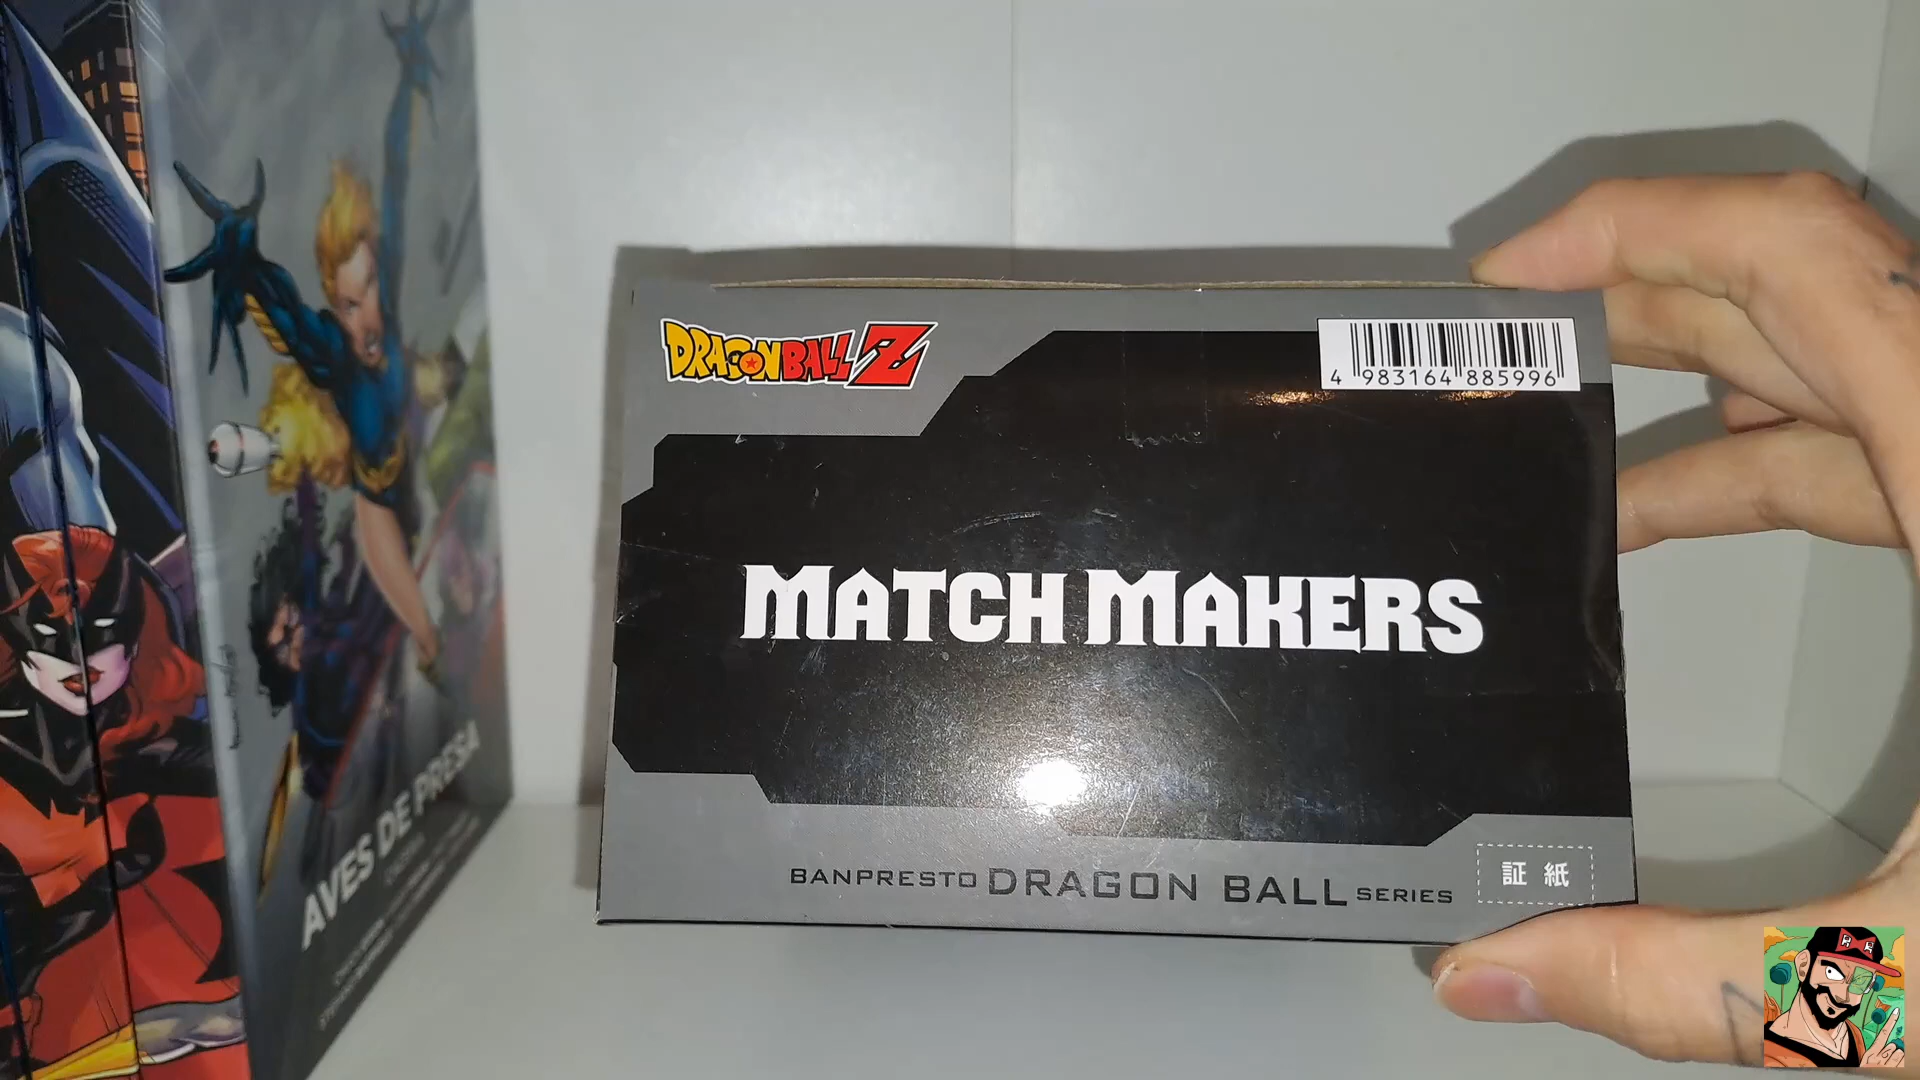 DRAGON BALL Z
4 983164 885996
MATCH MAKERS
BANPRESTO DRAGON BALL SERIES
証 紙
AVES DE PRESA